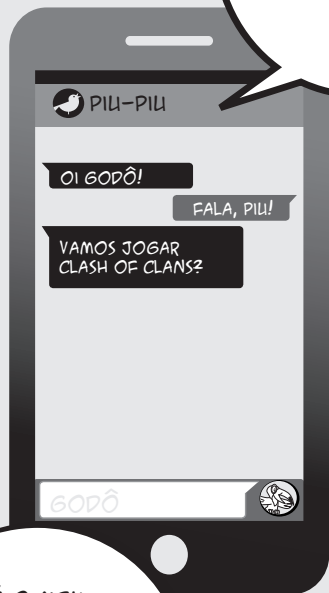 PIU-PIU
OI GODÔ!
FALA, PIU!
VAMOS JOGAR
CLASH OF CLANS?
GODÔ